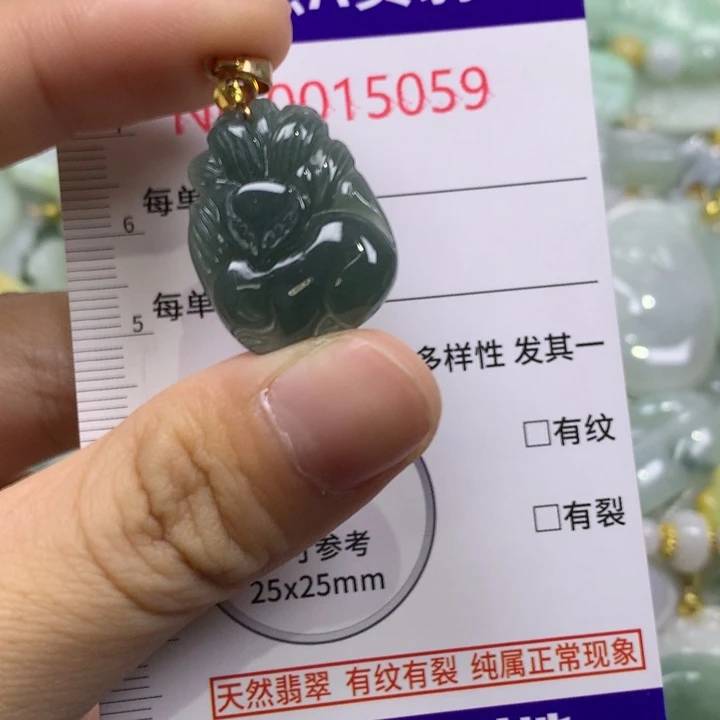 0015059
每单
6
每单
5
多样性 发其一
□有纹
□有裂
寸参考
25x25mm
天然翡翠 有纹有裂 纯属正常现象